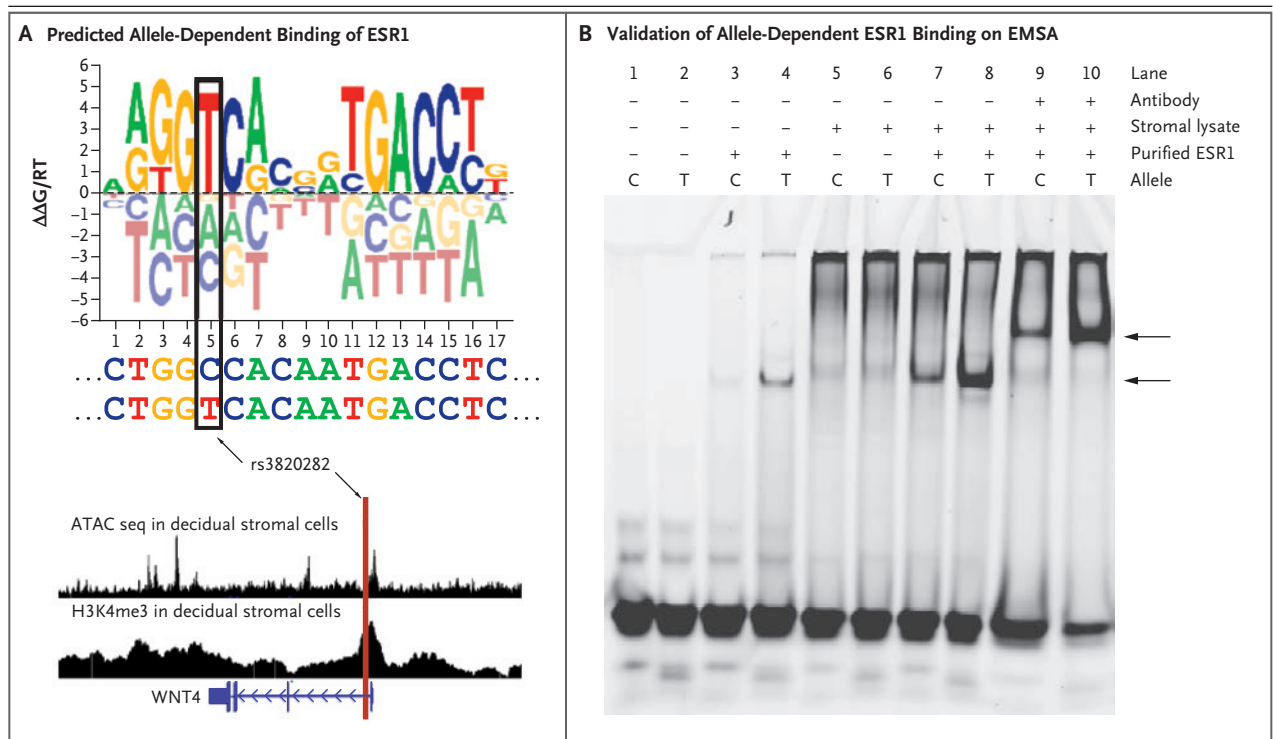 A Predicted Allele-Dependent Binding of ESR1
ΔΔG/RT
6
5
4
3
2
1
0
−1
−2
−3
−4
−5
−6
1 2 3 4 5 6 7 8 9 10 11 12 13 14 15 16 17
...CTGGCCACAATGACCTC...
...CTGGTCACAATGACCTC...
rs3820282
ATAC seq in decidual stromal cells
H3K4me3 in decidual stromal cells
WNT4
B Validation of Allele-Dependent ESR1 Binding on EMSA
1 2 3 4 5 6 7 8 9 10 Lane
− − − − − − − − + + Antibody
− − − − + + + + + + Stromal lysate
− − + + − − + + + + Purified ESR1
C T C T C T C T C T Allele